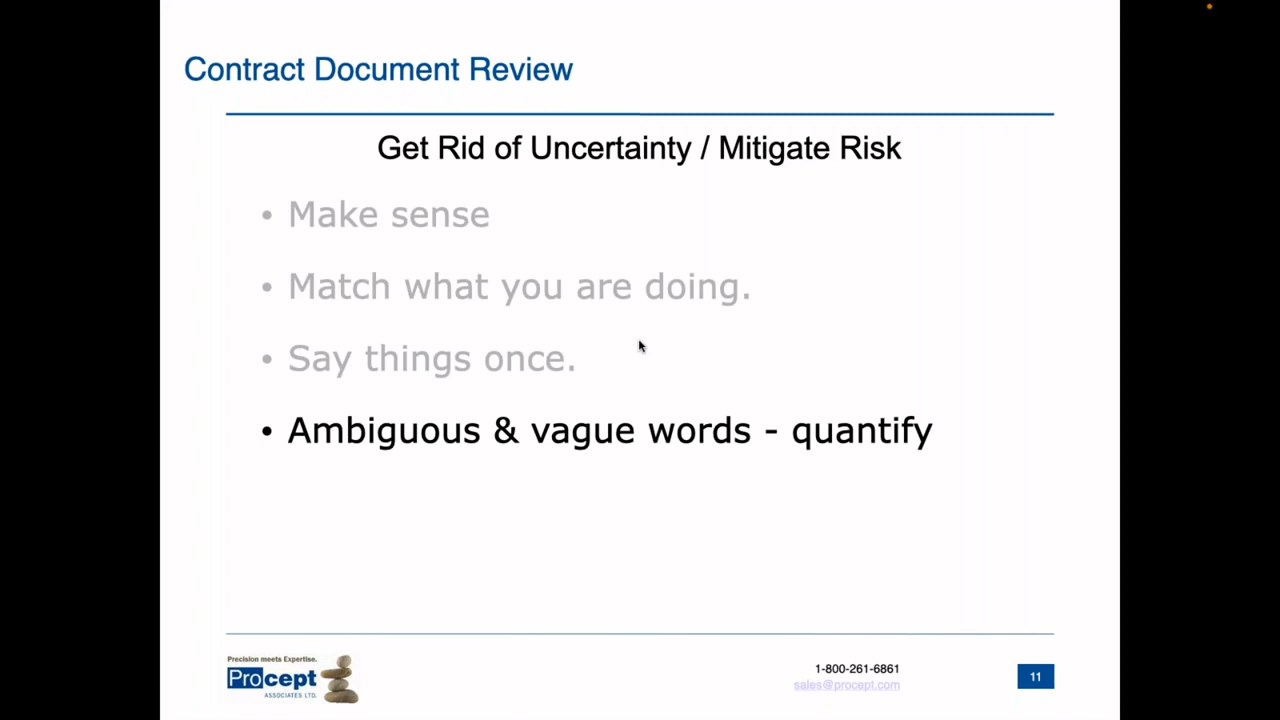 Contract Document Review
Get Rid of Uncertainty / Mitigate Risk
• Make sense
• Match what you are doing.
• Say things once.
• Ambiguous & vague words - quantify
Precision meets Expertise.
Procept
ASSOCIATES LTD.
1-800-261-6861
sales@procept.com
11